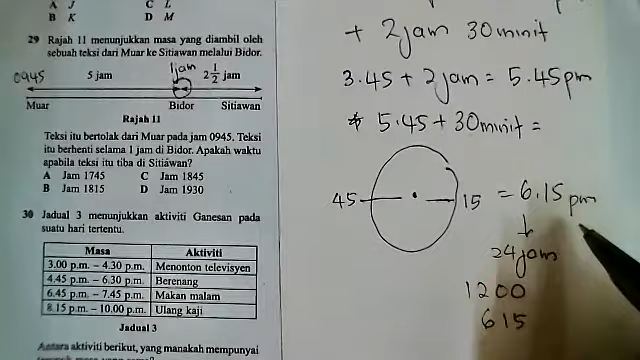 A J C L
B K D M
29 Rajah 11 menunjukkan masa yang diambil oleh
sebuah teksi dari Muar ke Sitiawan melalui Bidor.
0945 5 jam 1jam 2 1/2 jam
Muar Bidor Sitiawan
Rajah 11
Teksi itu bertolak dari Muar pada jam 0945. Teksi
itu berhenti selama 1 jam di Bidor. Apakah waktu
apabila teksi itu tiba di Sitiawan?
A Jam 1745 C Jam 1845
B Jam 1815 D Jam 1930
30 Jadual 3 menunjukkan aktiviti Ganesan pada
suatu hari tertentu.
Masa Aktiviti
3.00 p.m. – 4.30 p.m. Menonton televisyen
4.45 p.m. – 6.30 p.m. Berenang
6.45 p.m. – 7.45 p.m. Makan malam
8.15 p.m. – 10.00 p.m. Ulang kaji
Jadual 3
Antara aktiviti berikut, yang manakah mempunyai
+ 2jam 30minit
3.45 + 2jam = 5.45pm
* 5.45 + 30minit =
45 15 = 6.15 pm
24jam
1200
615